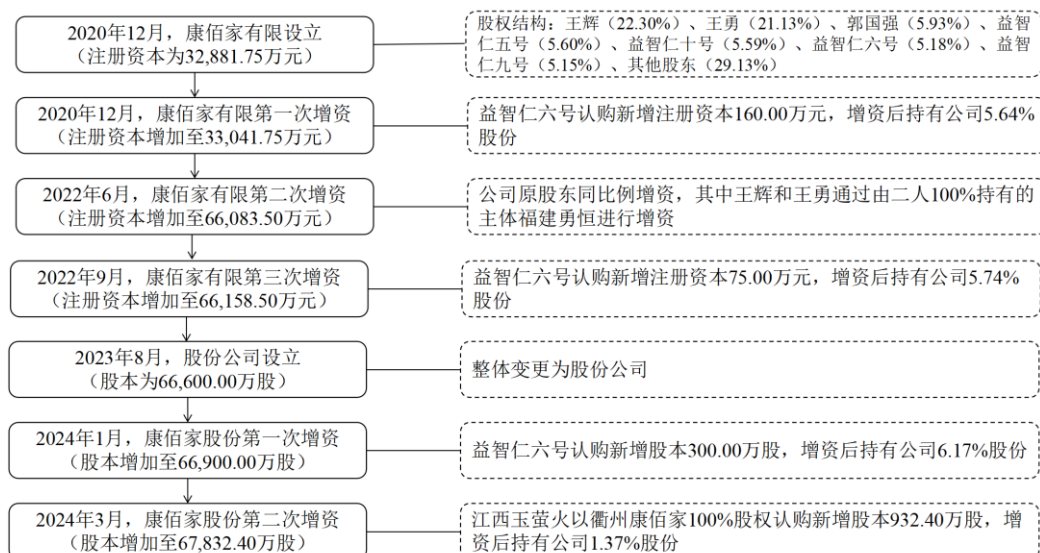 2020年12月，康佰家有限设立
（注册资本为32,881.75万元）
股权结构：王辉（22.30%）、王勇（21.13%）、郭国强（5.93%）、益智
仁五号（5.60%）、益智仁十号（5.59%）、益智仁六号（5.18%）、益智
仁九号（5.15%）、其他股东（29.13%）
2020年12月，康佰家有限第一次增资
（注册资本增加至33,041.75万元）
益智仁六号认购新增注册资本160.00万元，增资后持有公司5.64%
股份
2022年6月，康佰家有限第二次增资
（注册资本增加至66,083.50万元）
公司原股东同比例增资，其中王辉和王勇通过由二人100%持有的
主体福建勇恒进行增资
2022年9月，康佰家有限第三次增资
（注册资本增加至66,158.50万元）
益智仁六号认购新增注册资本75.00万元，增资后持有公司5.74%
股份
2023年8月，股份公司设立
（股本为66,600.00万股）
整体变更为股份公司
2024年1月，康佰家股份第一次增资
（股本增加至66,900.00万股）
益智仁六号认购新增股本300.00万股，增资后持有公司6.17%股份
2024年3月，康佰家股份第二次增资
（股本增加至67,832.40万股）
江西玉萤火以衢州康佰家100%股权认购新增股本932.40万股，增
资后持有公司1.37%股份